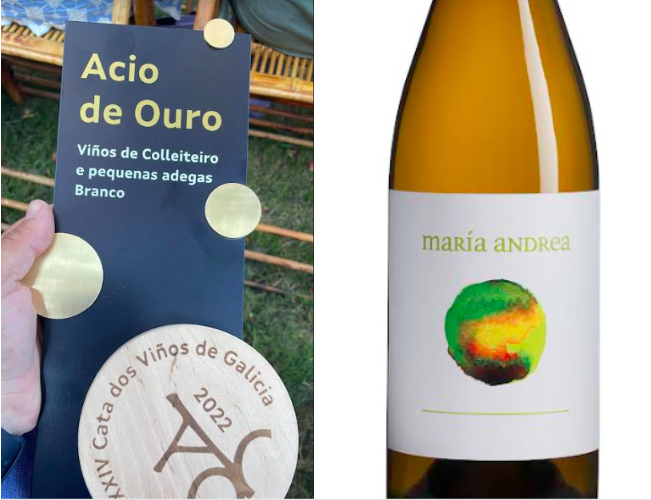 Acio
de Ouro
Viños de Colleiteiro
e pequenas adegas
Branco
XXIV Cata dos Viños de Galicia
2022
maría andrea